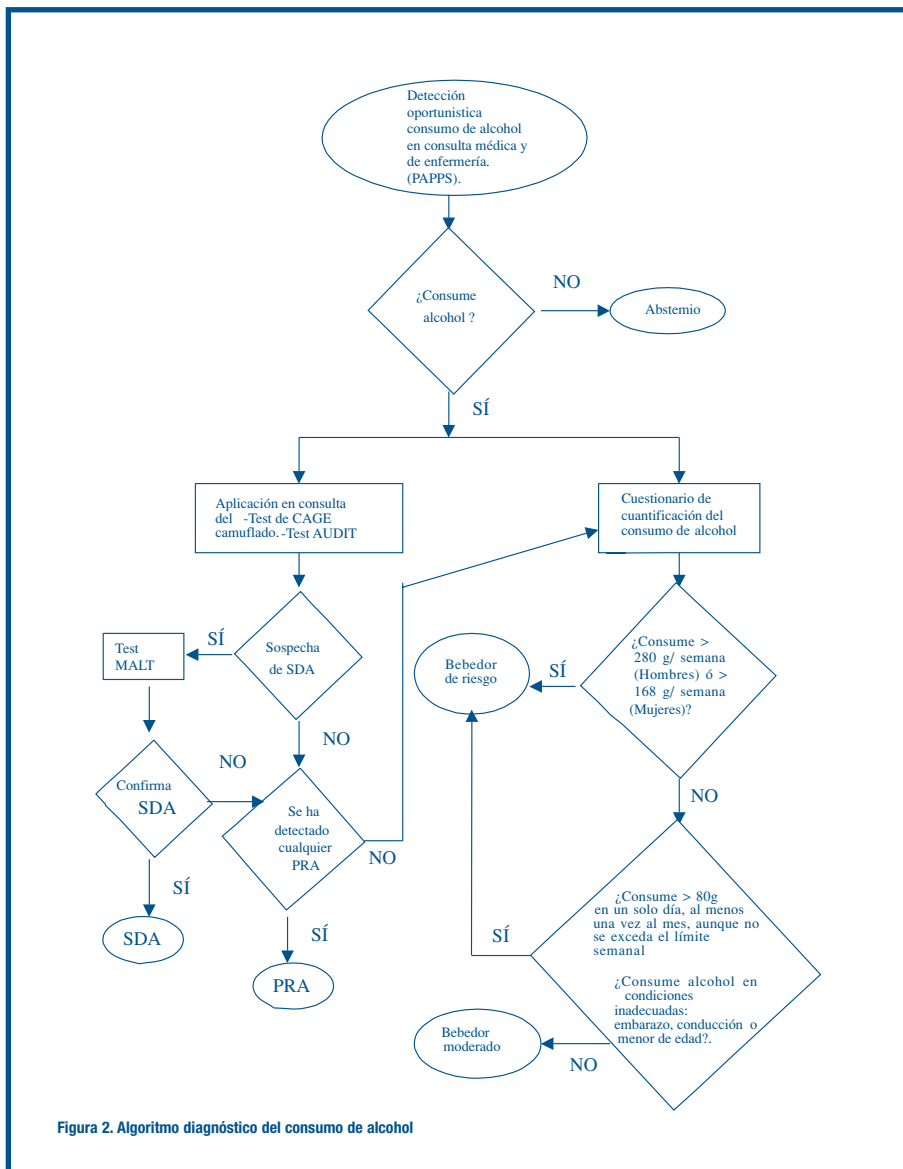 Detección
oportunistica
consumo de alcohol
en consulta médica y
de enfermería.
(PAPPS).
¿Consume
alcohol ?
NO
Abstemio
SÍ
Aplicación en consulta
del -Test de CAGE
camuflado.-Test AUDIT
Cuestionario de
cuantificación del
consumo de alcohol
Sospecha
de SDA
SÍ
Test
MALT
NO
Confirma
SDA
NO
SÍ
SDA
Se ha
detectado
cualquier
PRA
NO
SÍ
PRA
¿Consume >
280 g/ semana
(Hombres) ó >
168 g/ semana
(Mujeres)?
SÍ
Bebedor
de riesgo
NO
¿Consume > 80g
en un solo día, al menos
una vez al mes, aunque no
se exceda el límite
semanal
¿Consume alcohol en
condiciones
inadecuadas:
embarazo, conducción o
menor de edad?.
SÍ
NO
Bebedor
moderado
Figura 2. Algoritmo diagnóstico del consumo de alcohol